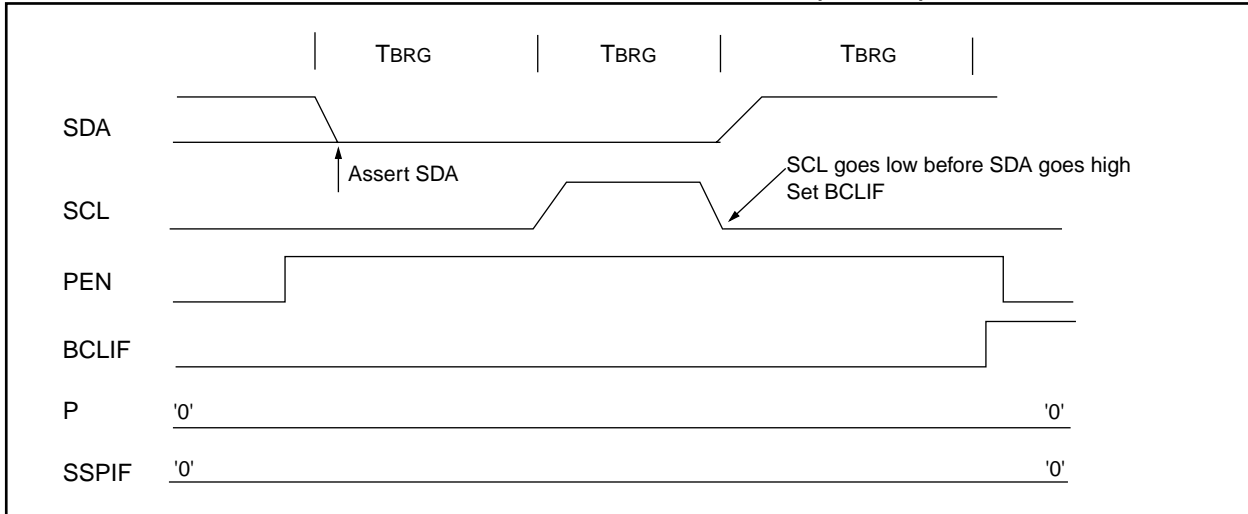 TBRG TBRG TBRG
SDA
Assert SDA
SCL goes low before SDA goes high
Set BCLIF
SCL
PEN
BCLIF
P '0' '0'
SSPIF '0' '0'